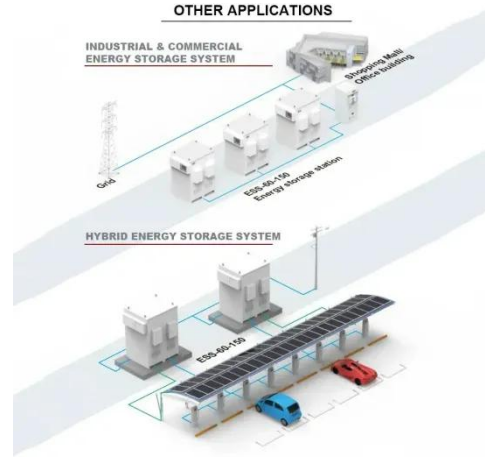 OTHER APPLICATIONS
INDUSTRIAL & COMMERCIAL
ENERGY STORAGE SYSTEM
Shopping Mall/
Office building
Grid
ESS-60-150
Energy storage station
HYBRID ENERGY STORAGE SYSTEM
ESS-60-150